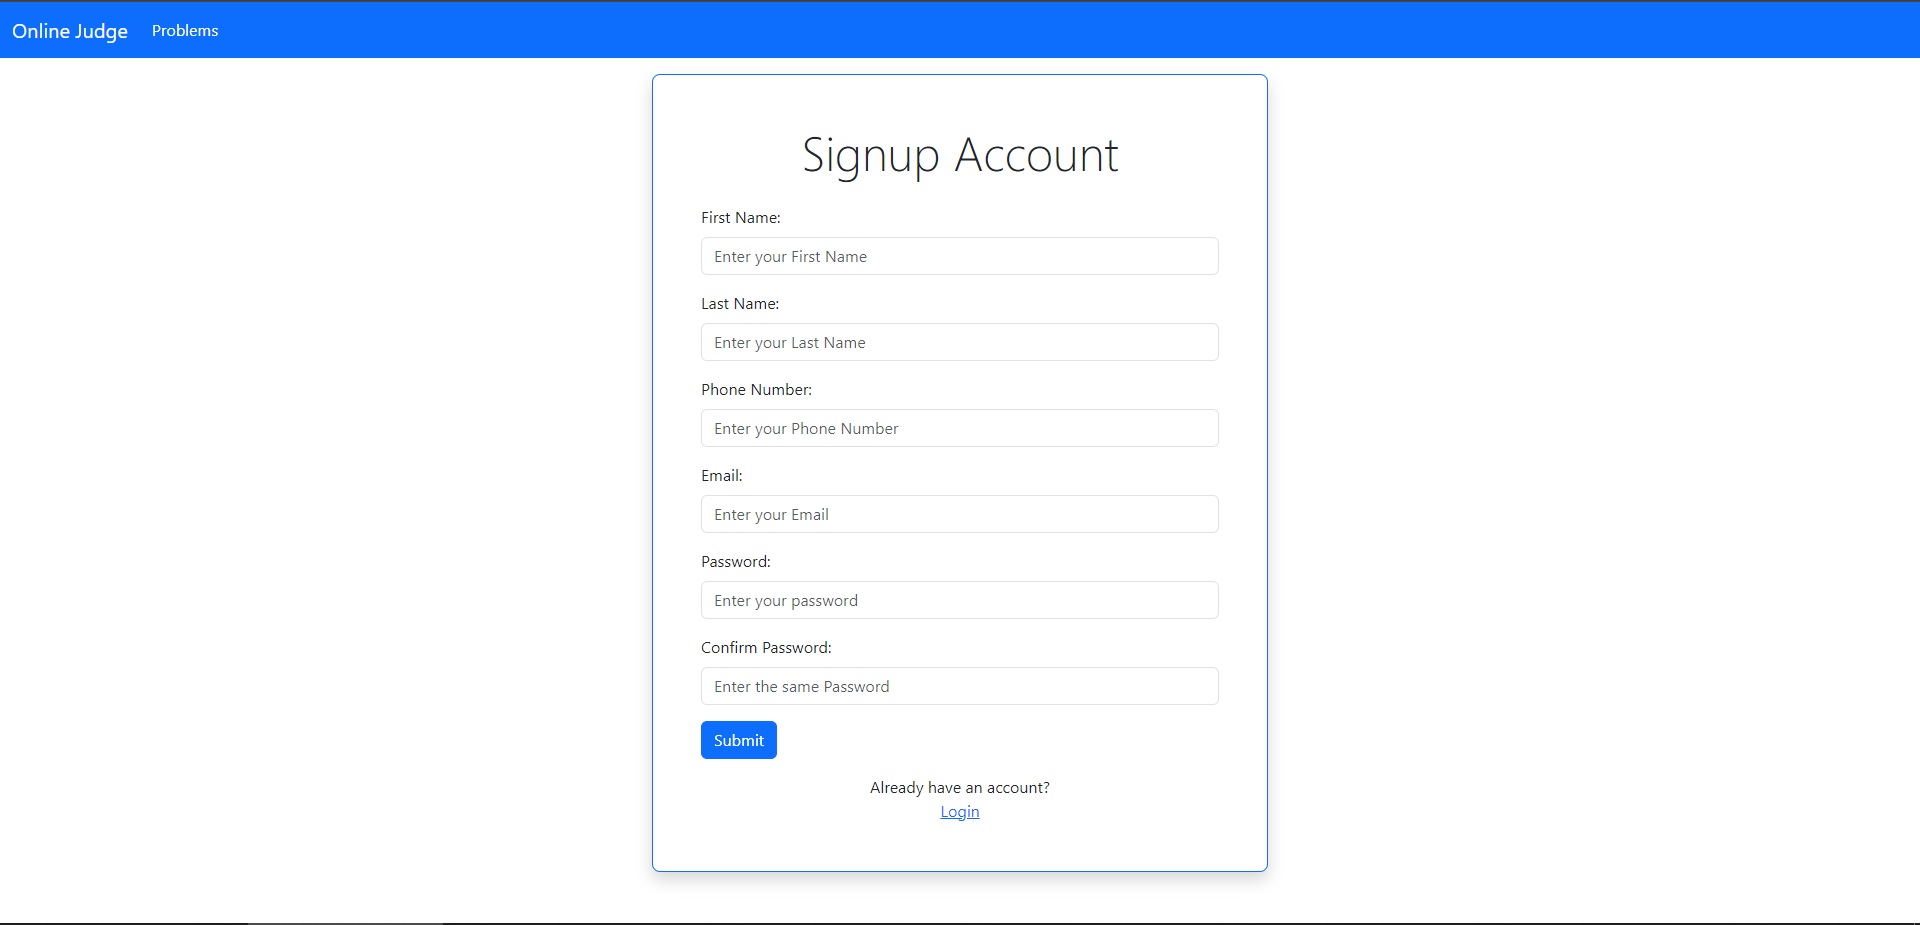 Online Judge Problems
Signup Account
First Name:
Enter your First Name
Last Name:
Enter your Last Name
Phone Number:
Enter your Phone Number
Email:
Enter your Email
Password:
Enter your password
Confirm Password:
Enter the same Password
Submit
Already have an account?
Login